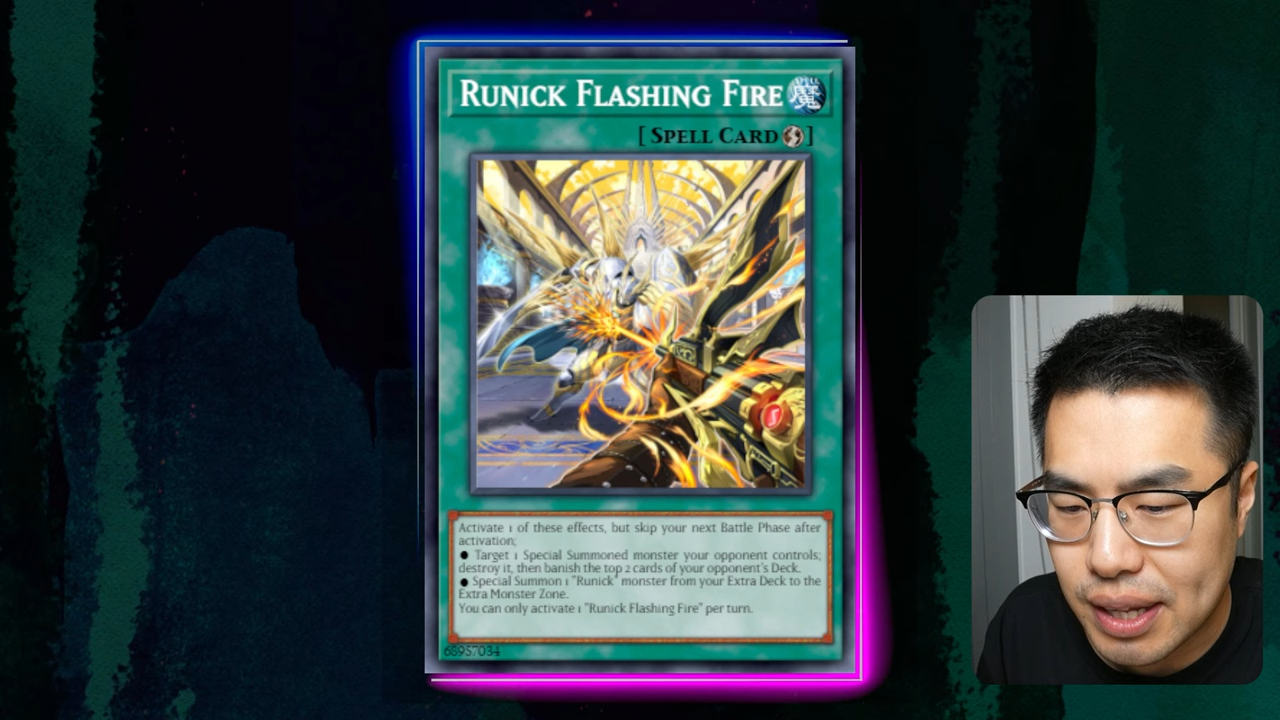 RUNICK FLASHING FIRE 魔
[ SPELL CARD ]
Activate 1 of these effects, but skip your next Battle Phase after
activation;
● Target 1 Special Summoned monster your opponent controls;
destroy it, then banish the top 2 cards of your opponent's Deck.
● Special Summon 1 "Runick" monster from your Extra Deck to the
Extra Monster Zone.
You can only activate 1 "Runick Flashing Fire" per turn.
68957034